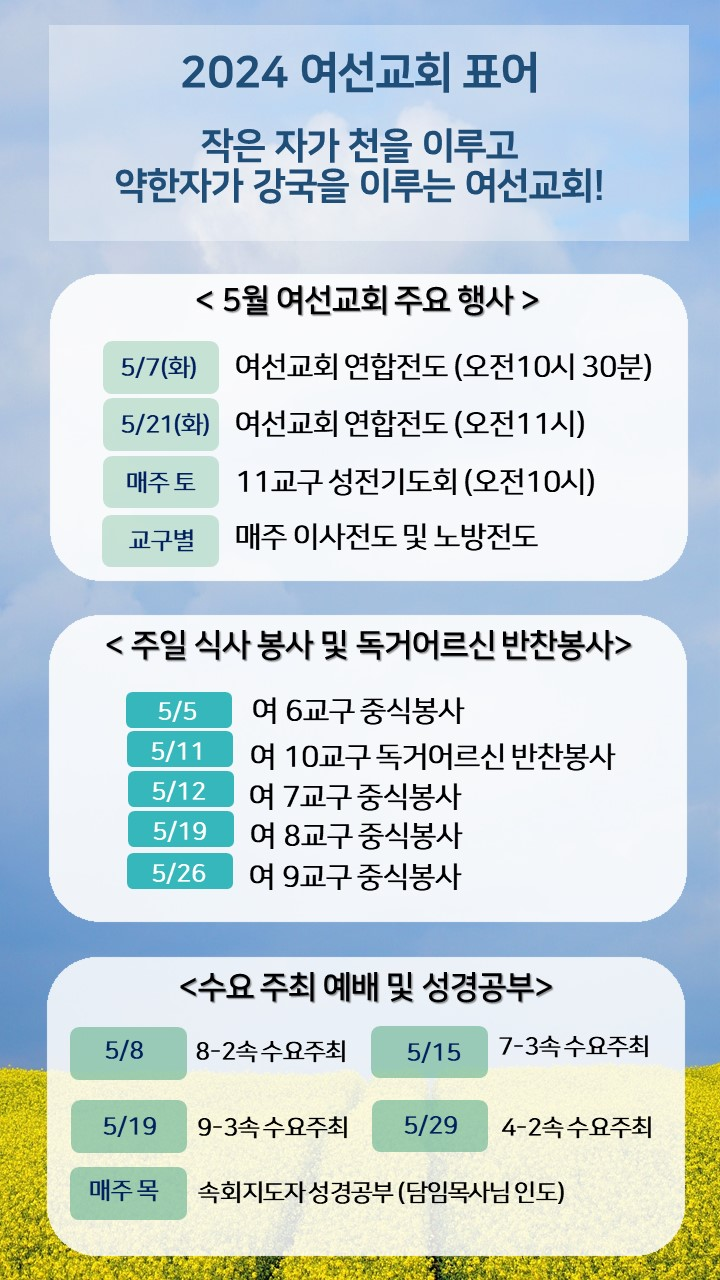 2024 여선교회 표어
작은 자가 천을 이루고
약한자가 강국을 이루는 여선교회!
< 5월 여선교회 주요 행사 >
5/7(화) 여선교회 연합전도 (오전10시 30분)
5/21(화) 여선교회 연합전도 (오전11시)
매주 토 11교구 성전기도회 (오전10시)
교구별 매주 이사전도 및 노방전도
< 주일 식사 봉사 및 독거어르신 반찬봉사>
5/5 여 6교구 중식봉사
5/11 여 10교구 독거어르신 반찬봉사
5/12 여 7교구 중식봉사
5/19 여 8교구 중식봉사
5/26 여 9교구 중식봉사
<수요 주최 예배 및 성경공부>
5/8 8-2속 수요주최 5/15 7-3속 수요주최
5/19 9-3속 수요주최 5/29 4-2속 수요주최
매주 목 속회지도자 성경공부 (담임목사님 인도)